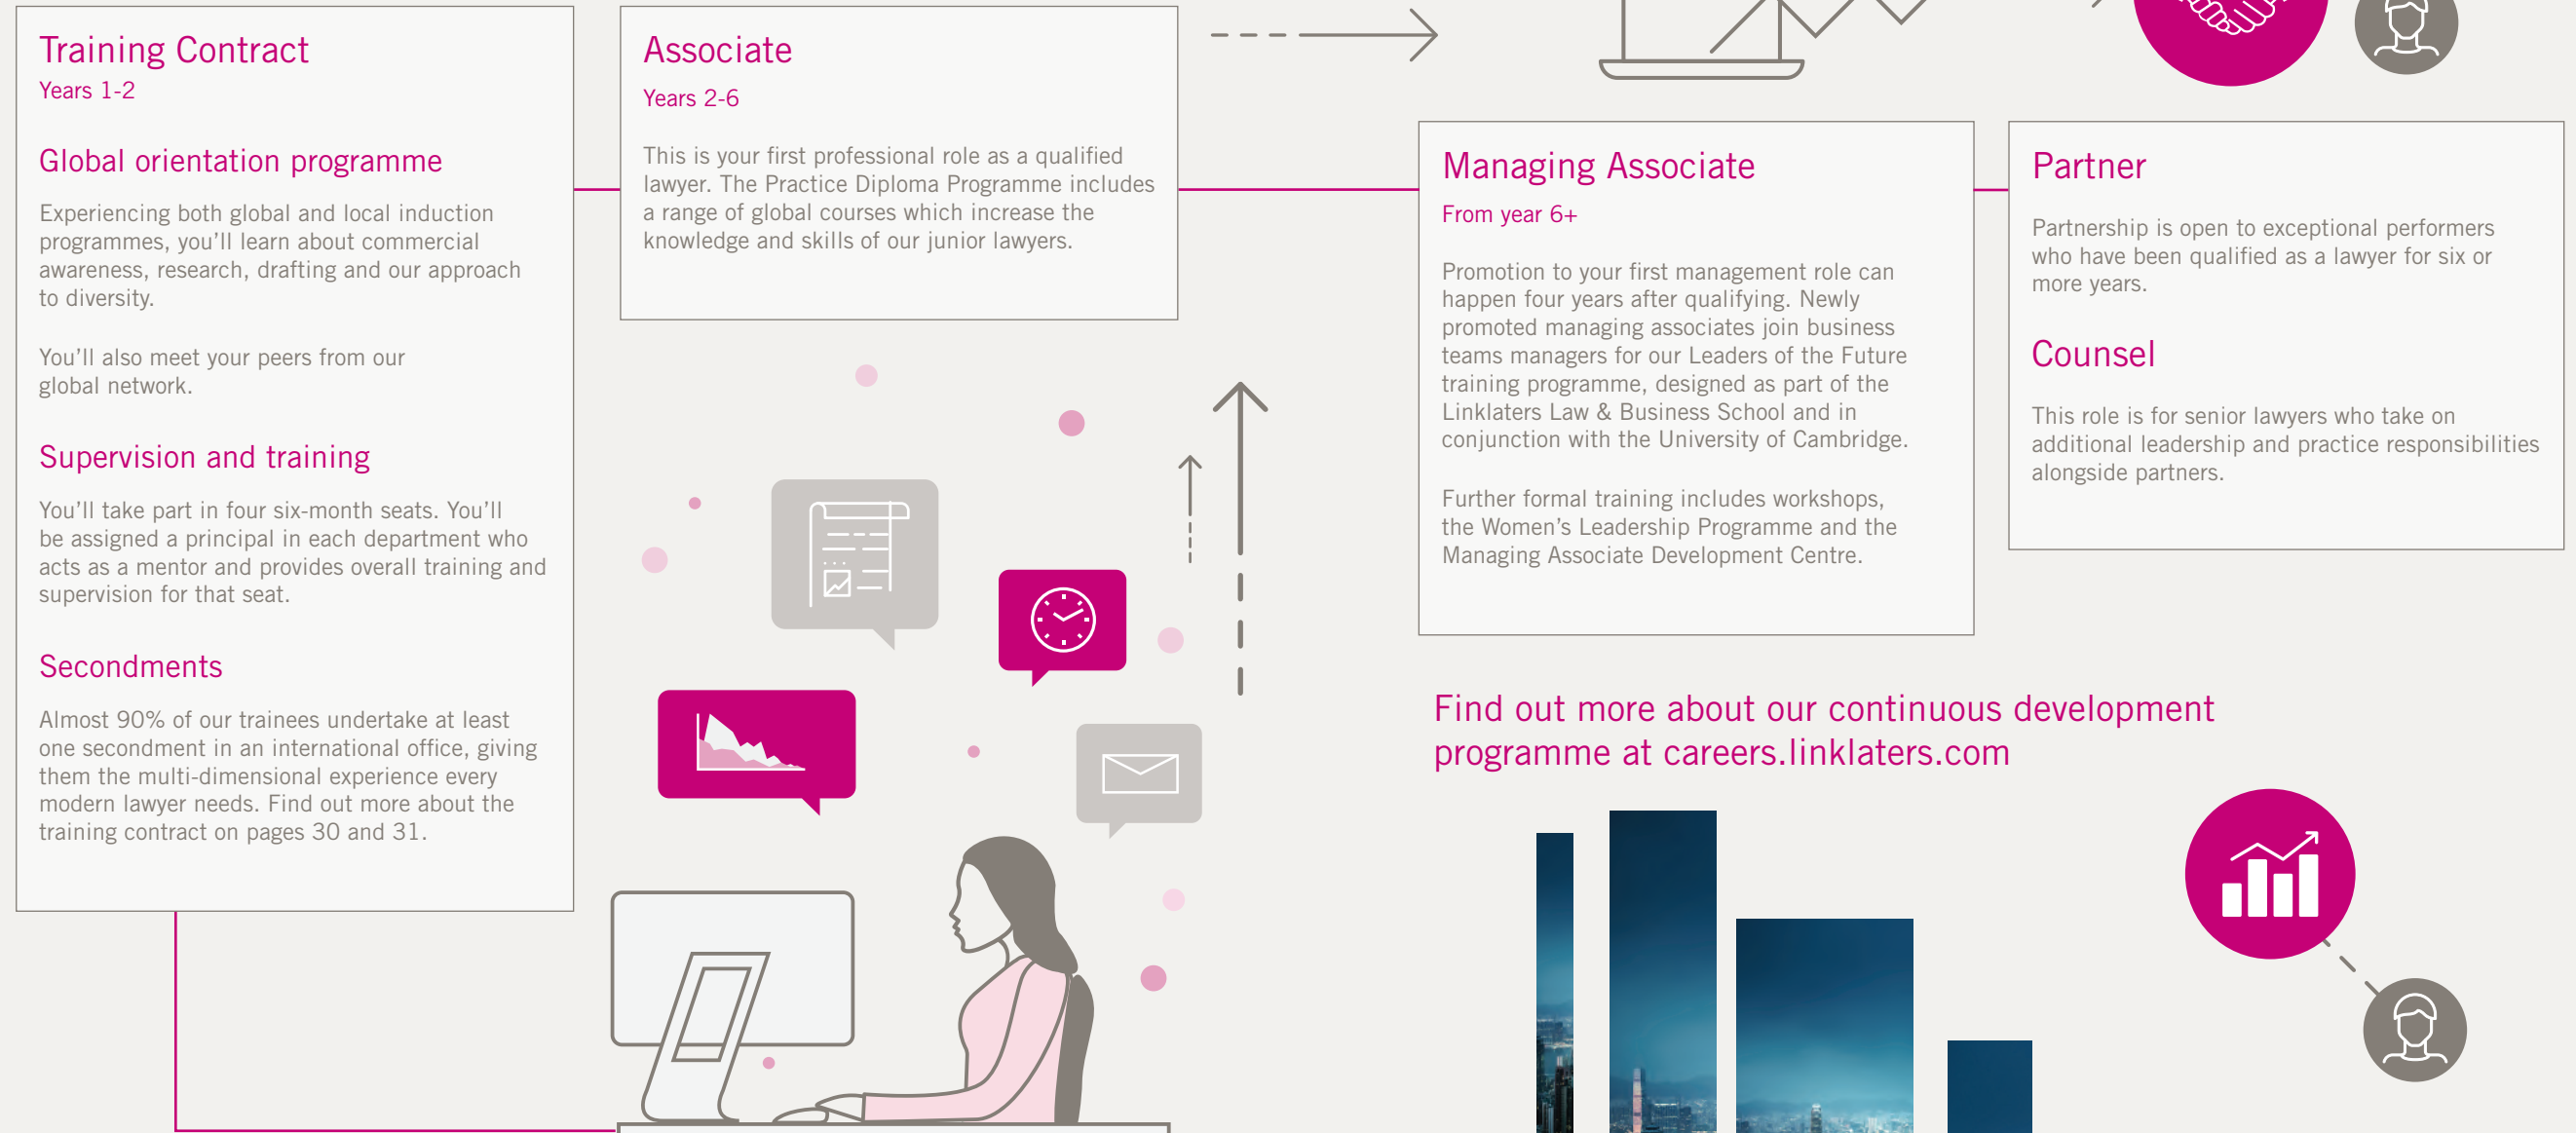 Training Contract
Years 1-2
Global orientation programme
Experiencing both global and local induction
programmes, you’ll learn about commercial
awareness, research, drafting and our approach
to diversity.
You’ll also meet your peers from our
global network.
Supervision and training
You’ll take part in four six-month seats. You’ll
be assigned a principal in each department who
acts as a mentor and provides overall training and
supervision for that seat.
Secondments
Almost 90% of our trainees undertake at least
one secondment in an international office, giving
them the multi-dimensional experience every
modern lawyer needs. Find out more about the
training contract on pages 30 and 31.
Associate
Years 2-6
This is your first professional role as a qualified
lawyer. The Practice Diploma Programme includes
a range of global courses which increase the
knowledge and skills of our junior lawyers.
Managing Associate
From year 6+
Promotion to your first management role can
happen four years after qualifying. Newly
promoted managing associates join business
teams managers for our Leaders of the Future
training programme, designed as part of the
Linklaters Law & Business School and in
conjunction with the University of Cambridge.
Further formal training includes workshops,
the Women’s Leadership Programme and the
Managing Associate Development Centre.
Partner
Partnership is open to exceptional performers
who have been qualified as a lawyer for six or
more years.
Counsel
This role is for senior lawyers who take on
additional leadership and practice responsibilities
alongside partners.
Find out more about our continuous development
programme at careers.linklaters.com